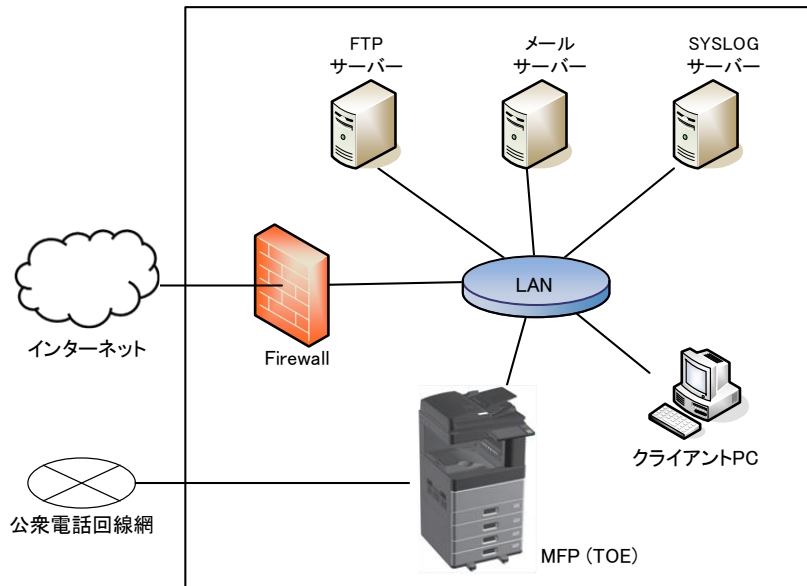 FTP
サーバー
メール
サーバー
SYSLOG
サーバー
LAN
インターネット
Firewall
クライアントPC
公衆電話回線網
MFP (TOE)